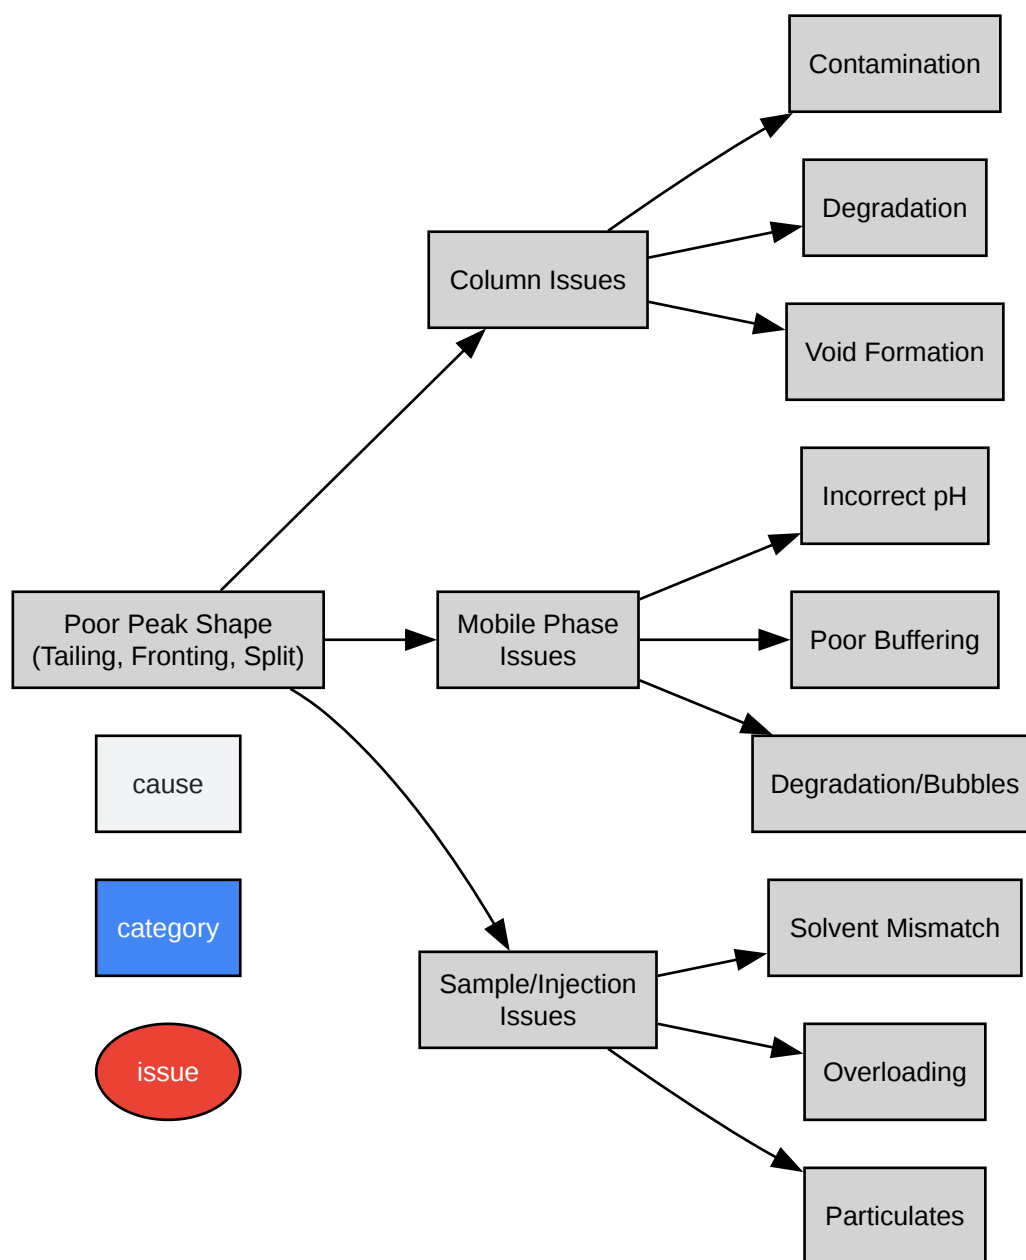 Contamination
Degradation
Column Issues
Void Formation
Incorrect pH
Poor Peak Shape
(Tailing, Fronting, Split)
Mobile Phase
Issues
Poor Buffering
cause
Degradation/Bubbles
category
Solvent Mismatch
Sample/Injection
Issues
issue
Overloading
Particulates